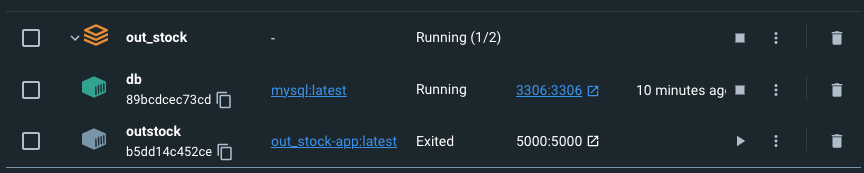 out_stock - Running (1/2)
db
89bcdcec73cd mysql:latest Running 3306:3306 10 minutes ago
outstock
b5dd14c452ce out_stock-app:latest Exited 5000:5000